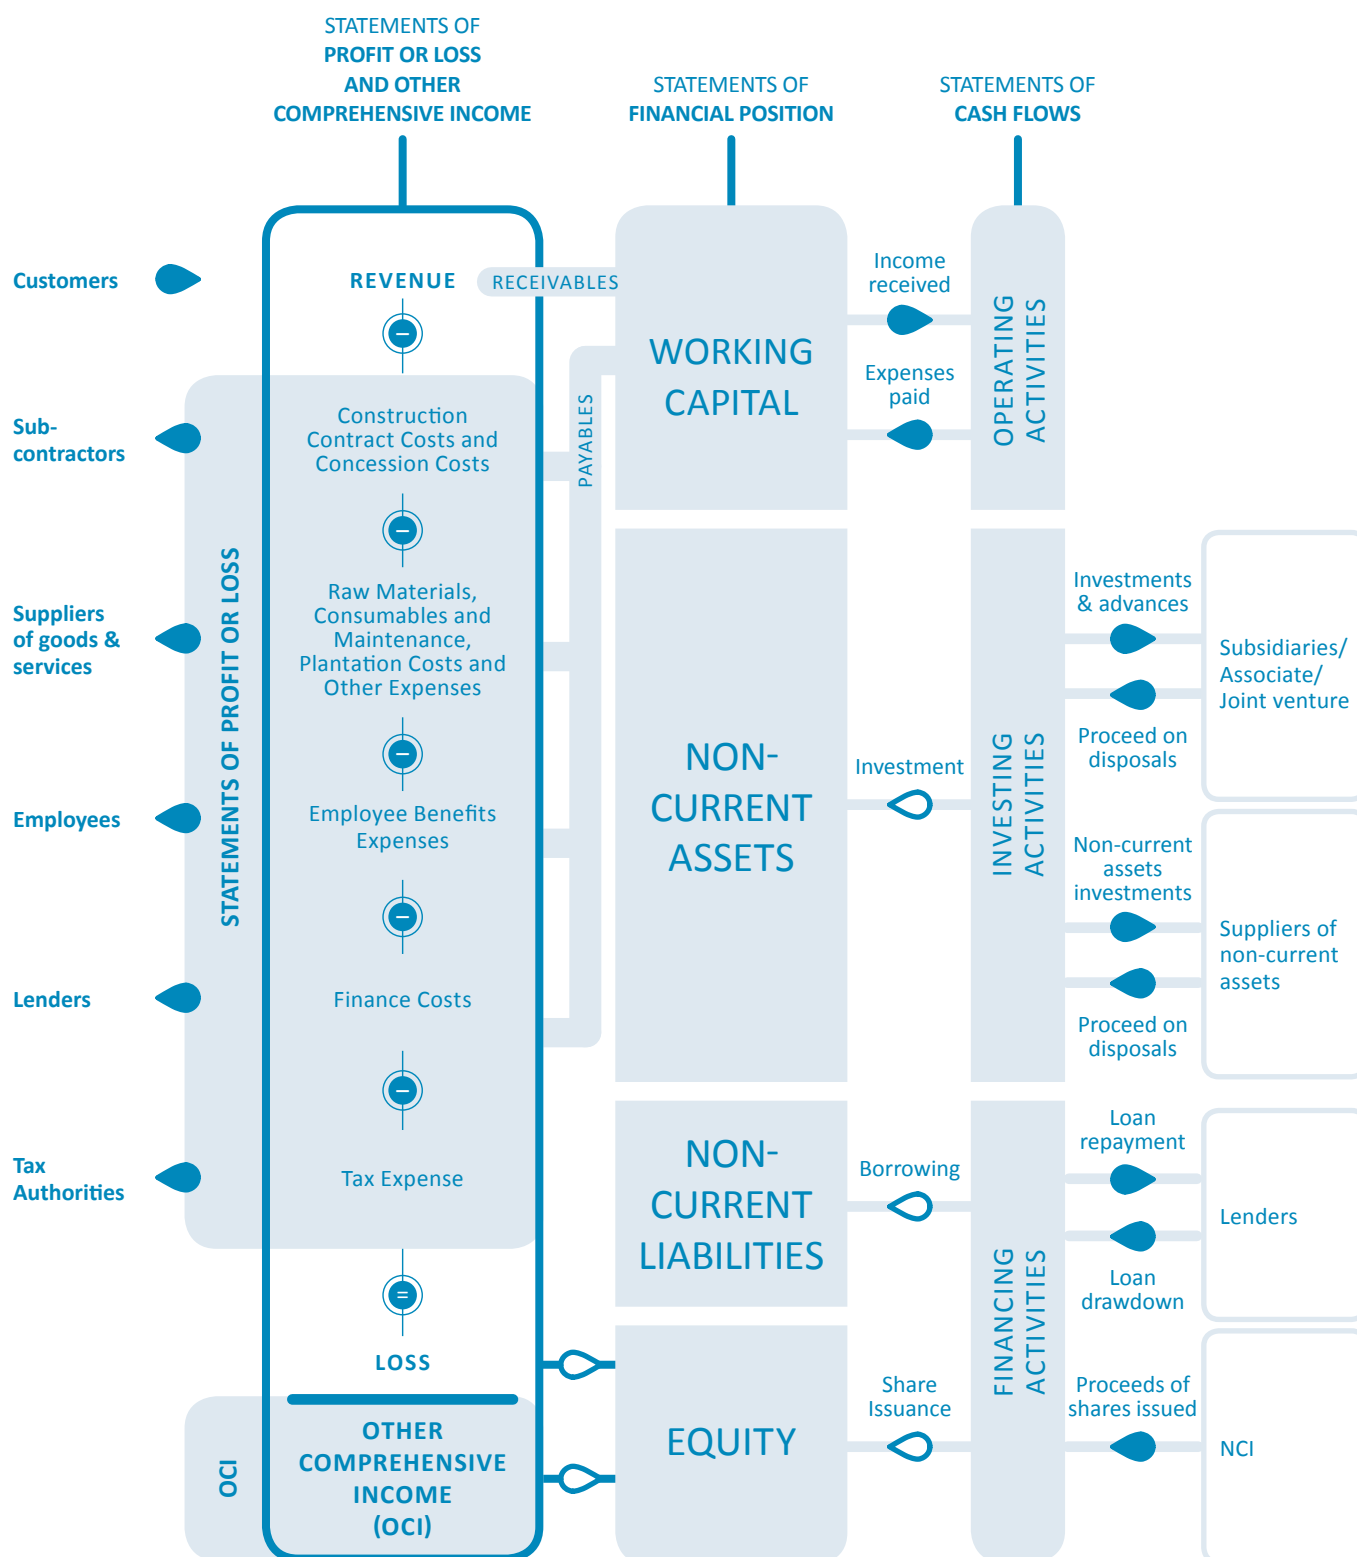 STATEMENTS OF
PROFIT OR LOSS
AND OTHER
COMPREHENSIVE INCOME
STATEMENTS OF
FINANCIAL POSITION
STATEMENTS OF
CASH FLOWS
Customers
REVENUE
RECEIVABLES
WORKING
CAPITAL
Income
received
Expenses
paid
OPERATING
ACTIVITIES
–
Sub-
contractors
Construction
Contract Costs and
Concession Costs
PAYABLES
–
STATEMENTS OF PROFIT OR LOSS
Suppliers
of goods &
services
Raw Materials,
Consumables and
Maintenance,
Plantation Costs and
Other Expenses
–
Employees
Employee Benefits
Expenses
–
Lenders
Finance Costs
–
Tax
Authorities
Tax Expense
=
LOSS
OCI
OTHER
COMPREHENSIVE
INCOME
(OCI)
NON-
CURRENT
ASSETS
Investment
INVESTING
ACTIVITIES
Investments
& advances
Proceed on
disposals
Subsidiaries/
Associate/
Joint venture
Non-current
assets
investments
Proceed on
disposals
Suppliers of
non-current
assets
NON-
CURRENT
LIABILITIES
Borrowing
FINANCING
ACTIVITIES
Loan
repayment
Loan
drawdown
Lenders
EQUITY
Share
Issuance
Proceeds of
shares issued
NCI